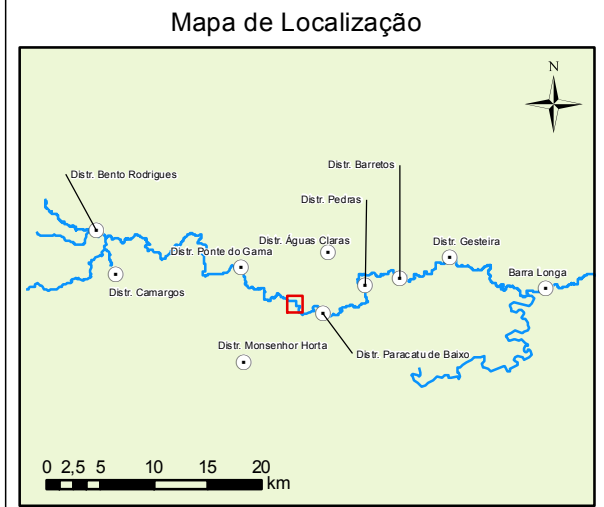 Mapa de Localização
N
Distr. Barretos
Distr. Bento Rodrigues
Distr. Pedras
Distr. Águas Claras
Distr. Gesteira
Distr. Ponte do Gama
Barra Longa
Distr. Camargos
Distr. Monsenhor Horta
Distr. Paracatu de Baixo
0 2,5 5 10 15 20
km